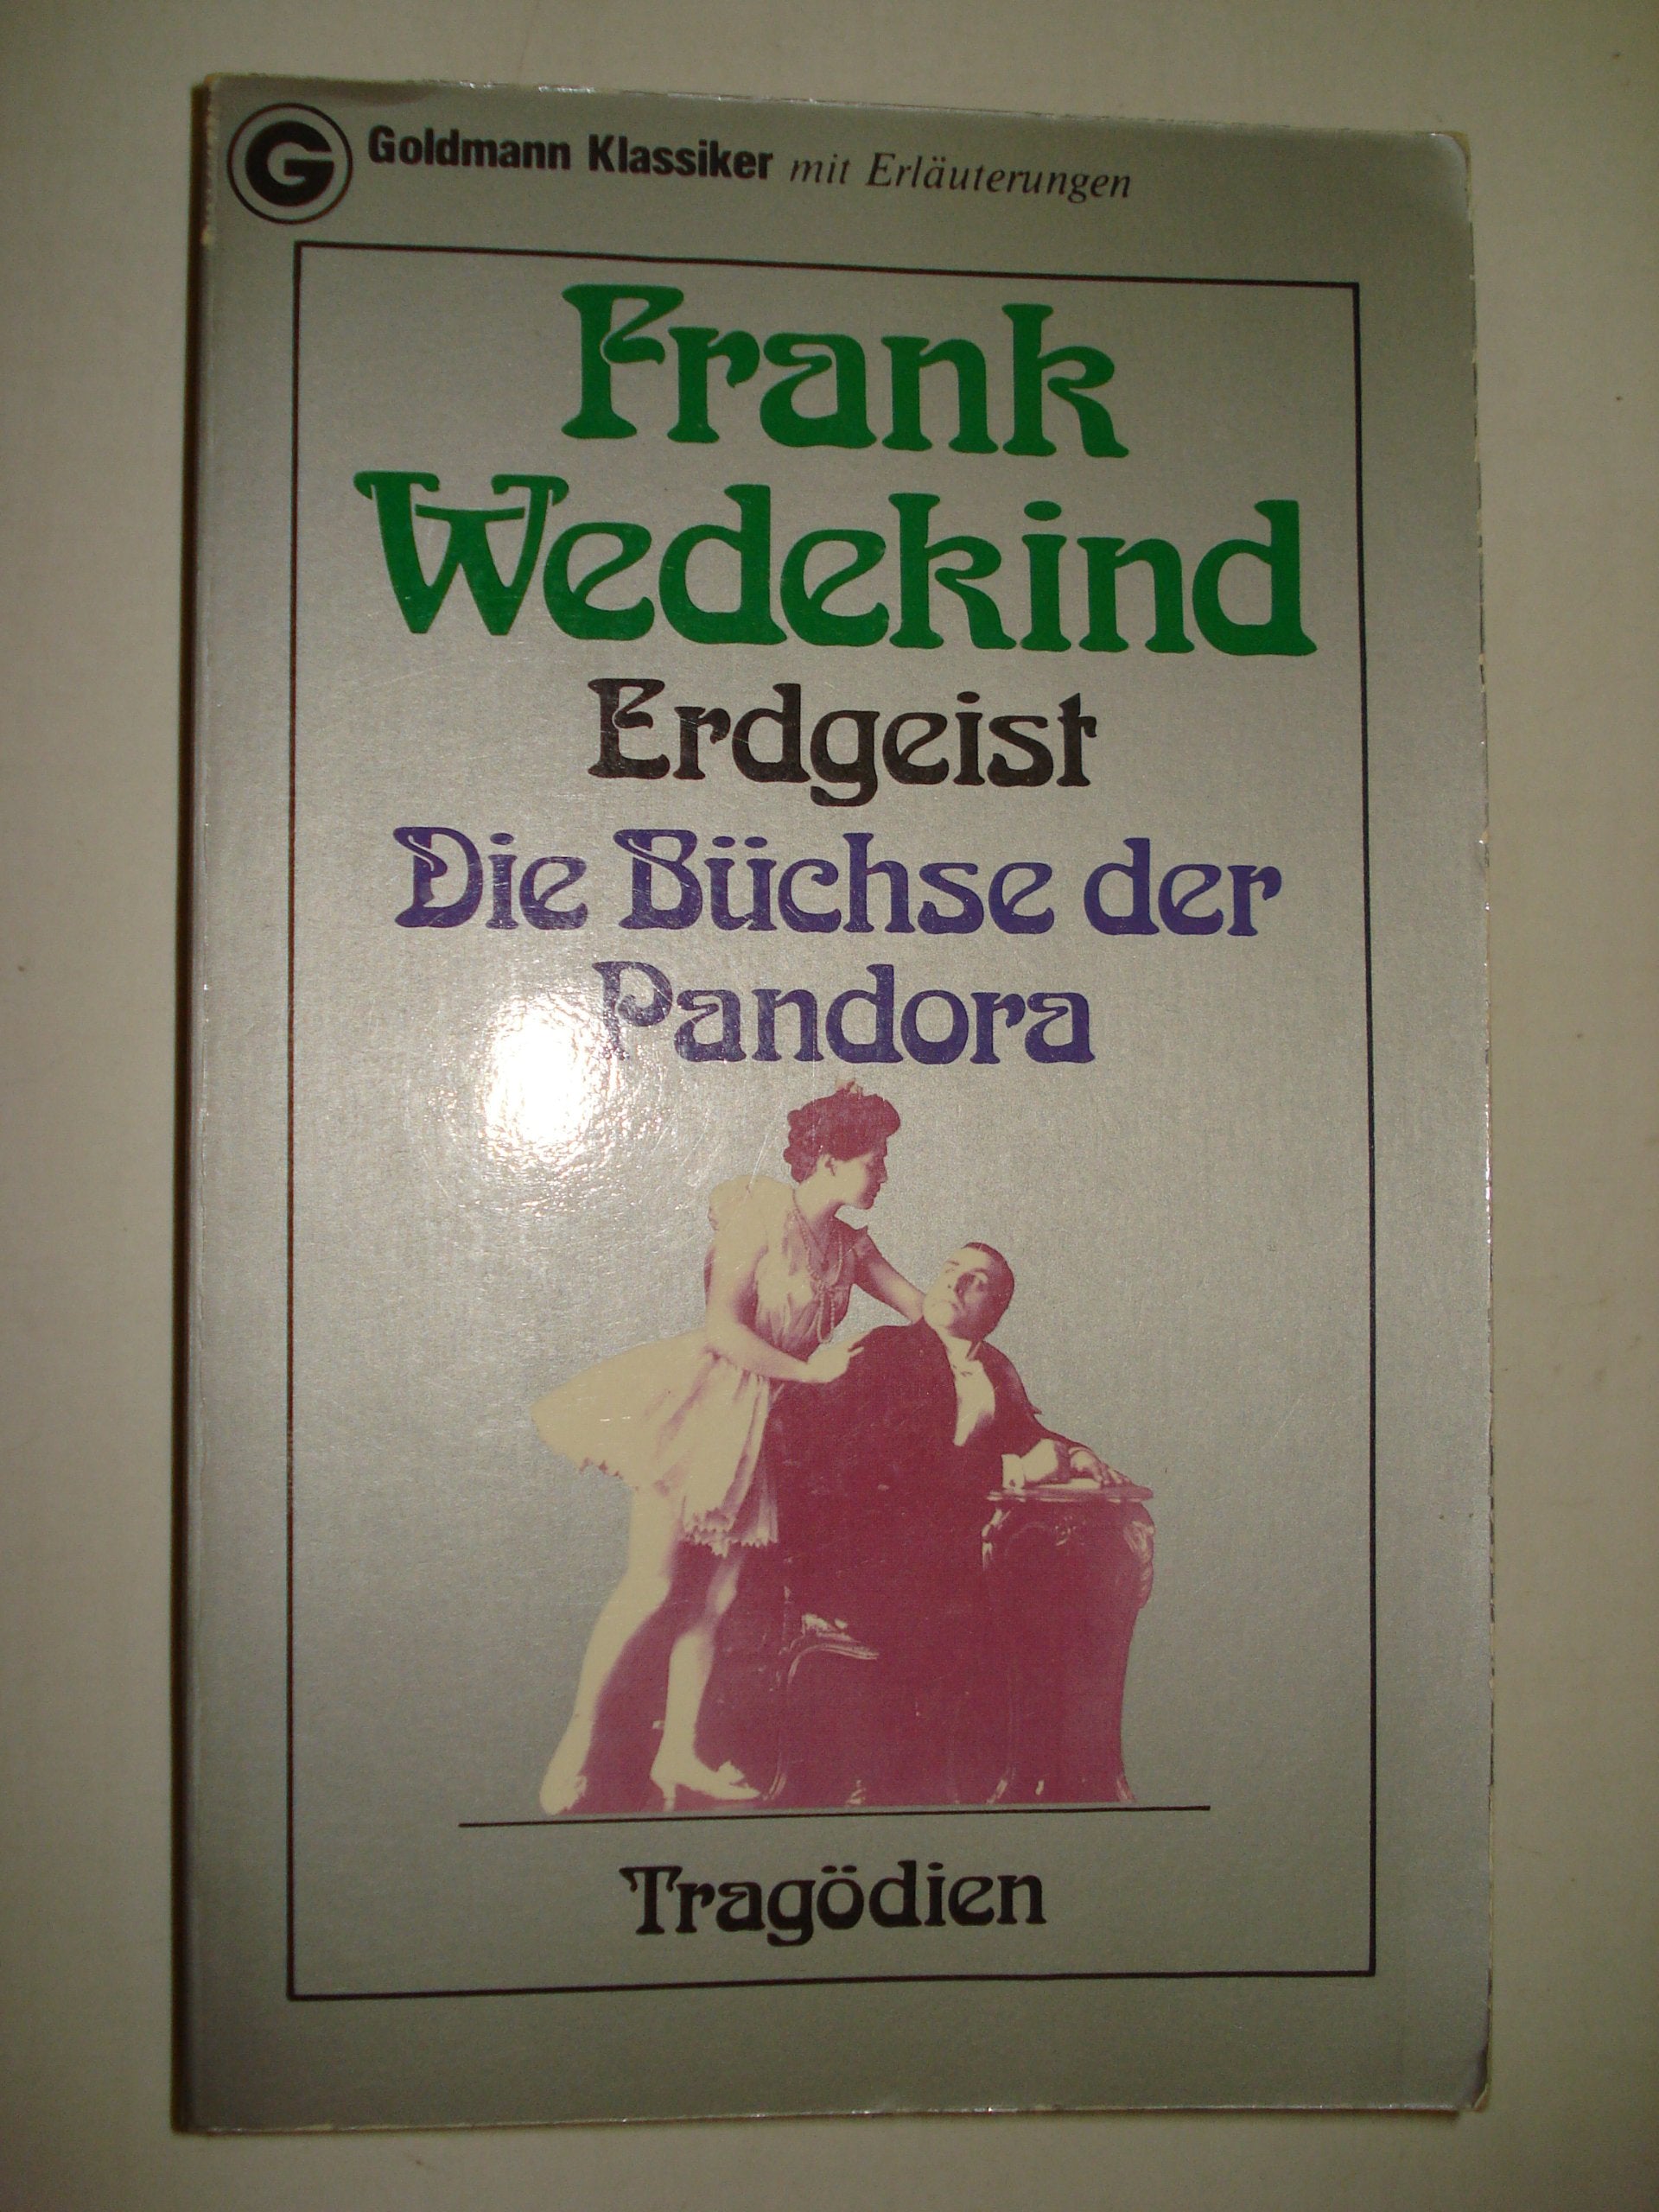 G Goldmann Klassiker mit Erläuterungen
Frank
Wedekind
Erdgeist
Die Büchse der
Pandora
Tragödien